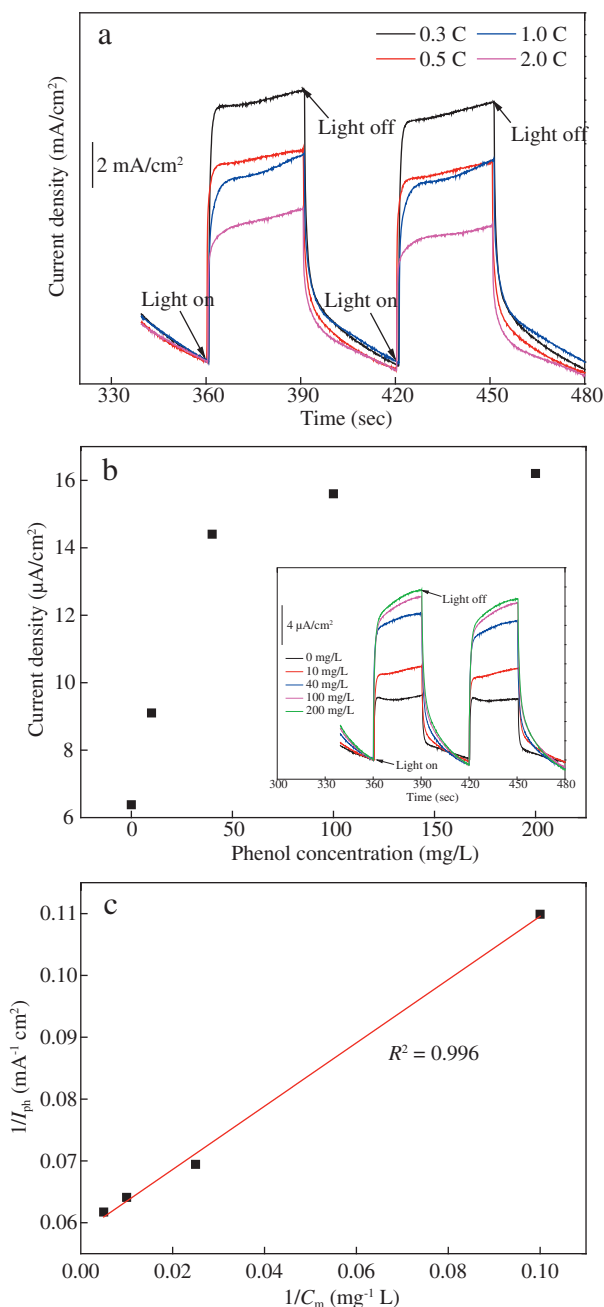 a
0.3 C
1.0 C
0.5 C
2.0 C
Light off
Light off
2 mA/cm²
Light on
Light on
Current density (mA/cm²)
330
360
390
420
450
480
Time (sec)
b
16
14
12
10
8
6
Current density (μA/cm²)
Light off
4 μA/cm²
0 mg/L
10 mg/L
40 mg/L
100 mg/L
200 mg/L
Light on
300
330
360
390
420
450
480
Time (sec)
0
50
100
150
200
Phenol concentration (mg/L)
c
0.11
0.10
0.09
0.08
0.07
0.06
1/Iph (mA⁻¹ cm²)
R² = 0.996
0.00
0.02
0.04
0.06
0.08
0.10
1/Cm (mg⁻¹ L)